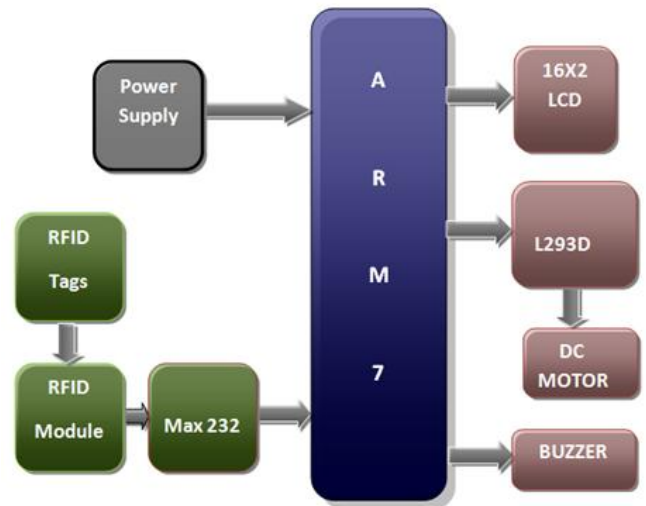 Power
Supply
RFID
Tags
RFID
Module
Max 232
A
R
M
7
16X2
LCD
L293D
DC
MOTOR
BUZZER